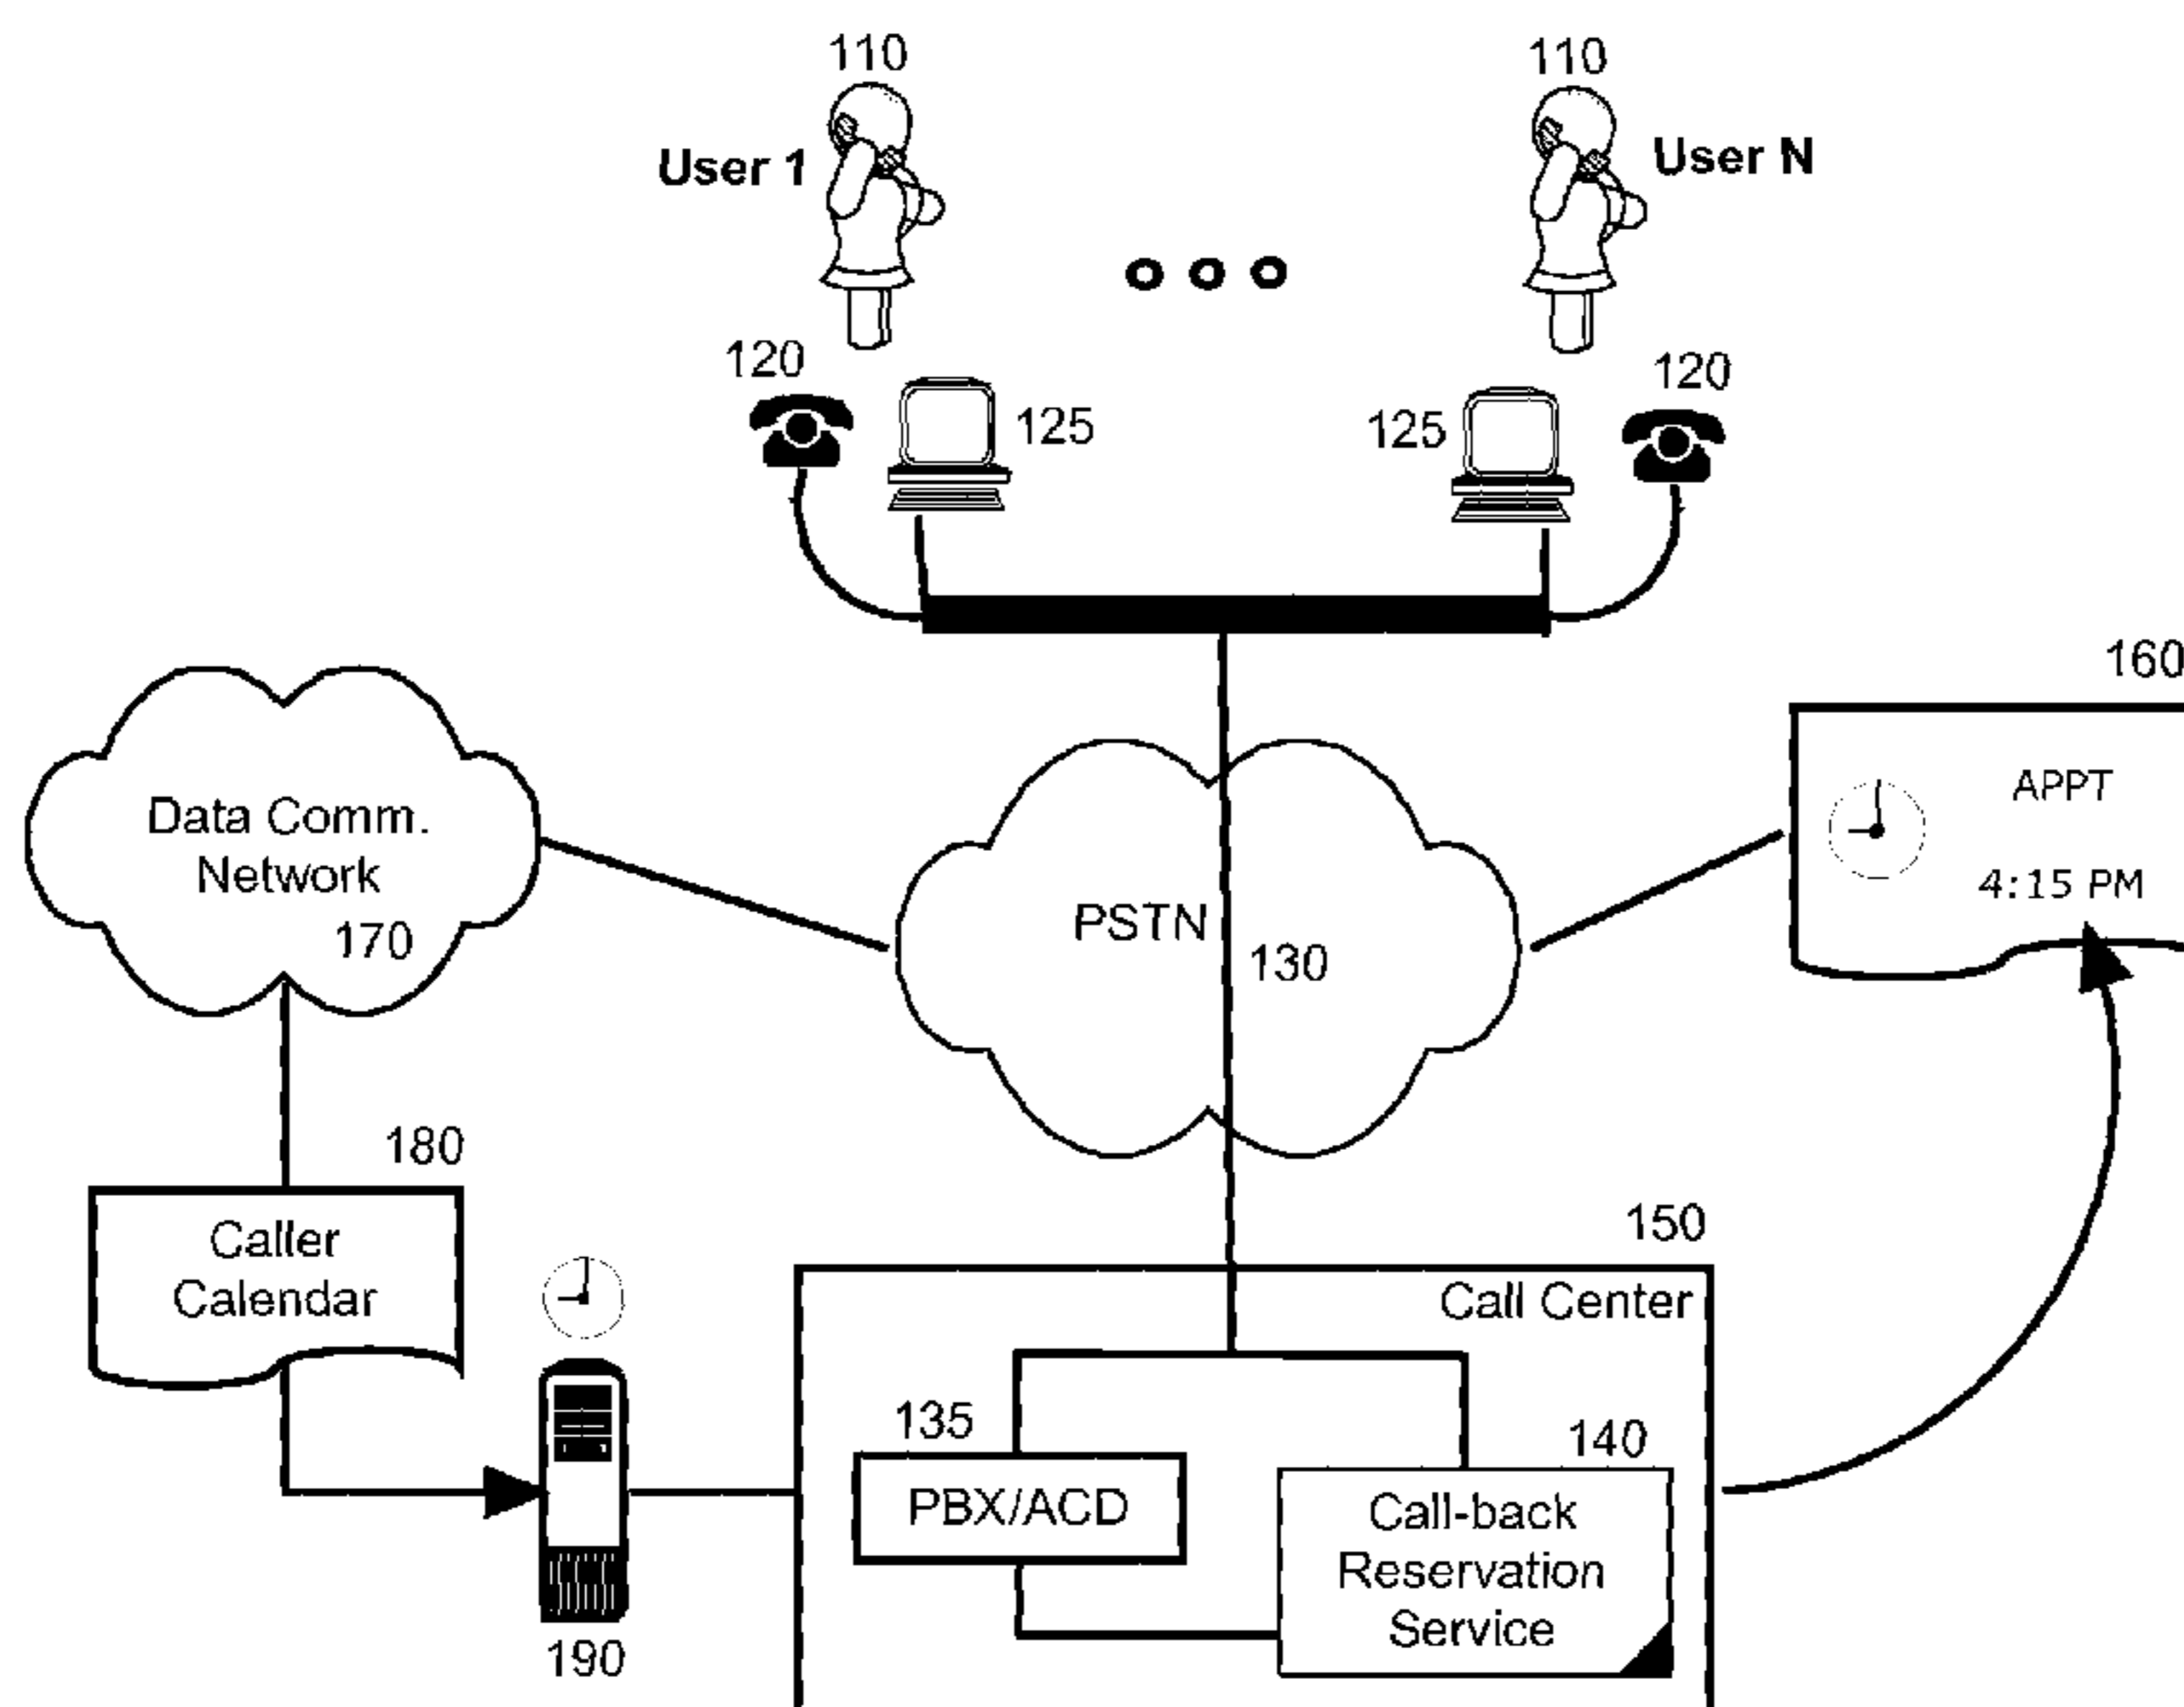 110
110
User 1
User N
120
125
125
120
160
Data Comm.
Network
170
PSTN
130
APPT
4:15 PM
180
Caller
Calendar
150
Call Center
135
PBX/ACD
140
Call-back
Reservation
Service
190